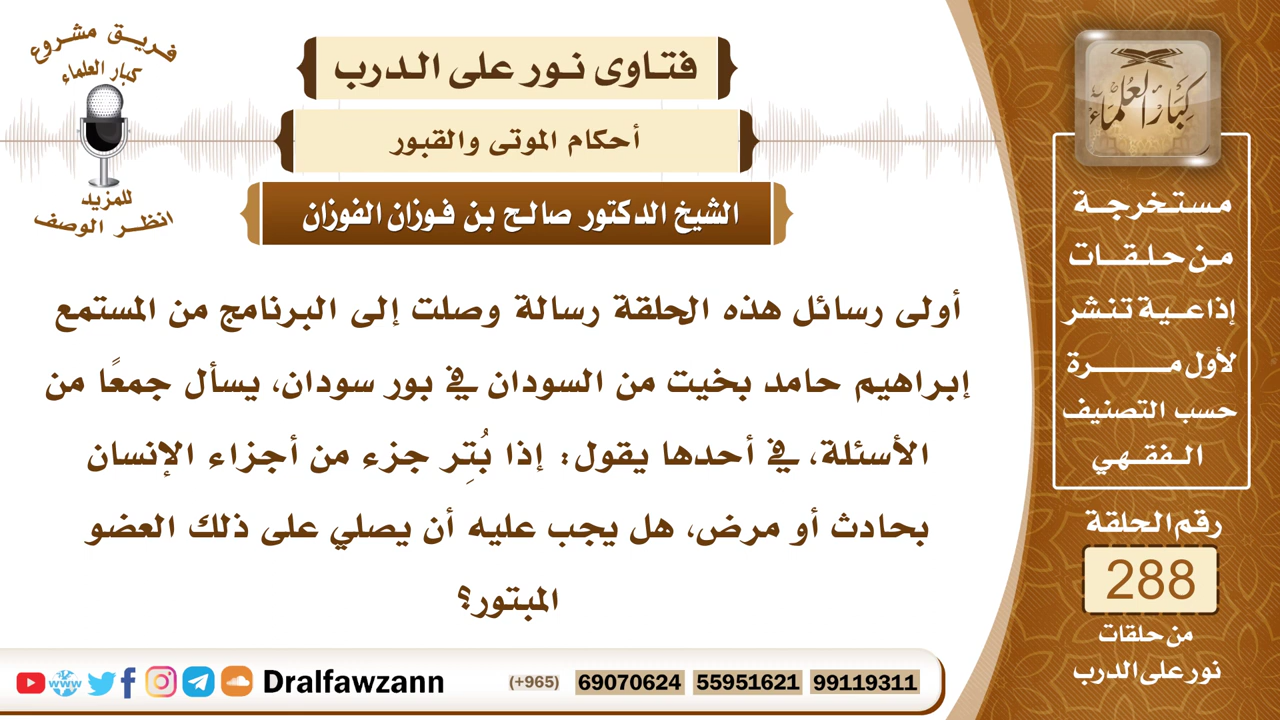 فريق مشروع
كبار العلماء
للمزيد
انظر الوصف
فتاوى نور على الدرب
أحكام الموتى والقبور
الشيخ الدكتور صالح بن فوزان الفوزان
أولى رسائل هذه الحلقة رسالة وصلت إلى البرنامج من المستمع
إبراهيم حامد بخيت من السودان في بور سودان، يسأل جمعًا من
الأسئلة، في أحدها يقول: إذا بُتِر جزء من أجزاء الإنسان
بحادث أو مرض، هل يجب عليه أن يصلي على ذلك العضو
المبتور؟
كِبَارُ العُلَمَاء
مستخرجة
من حلقات
إذاعية تنشر
لأول مرة
حسب التصنيف
الفقهي
رقم الحلقة
288
من حلقات
نور على الدرب
www Dralfawzann (+965) 69070624 55951621 99119311